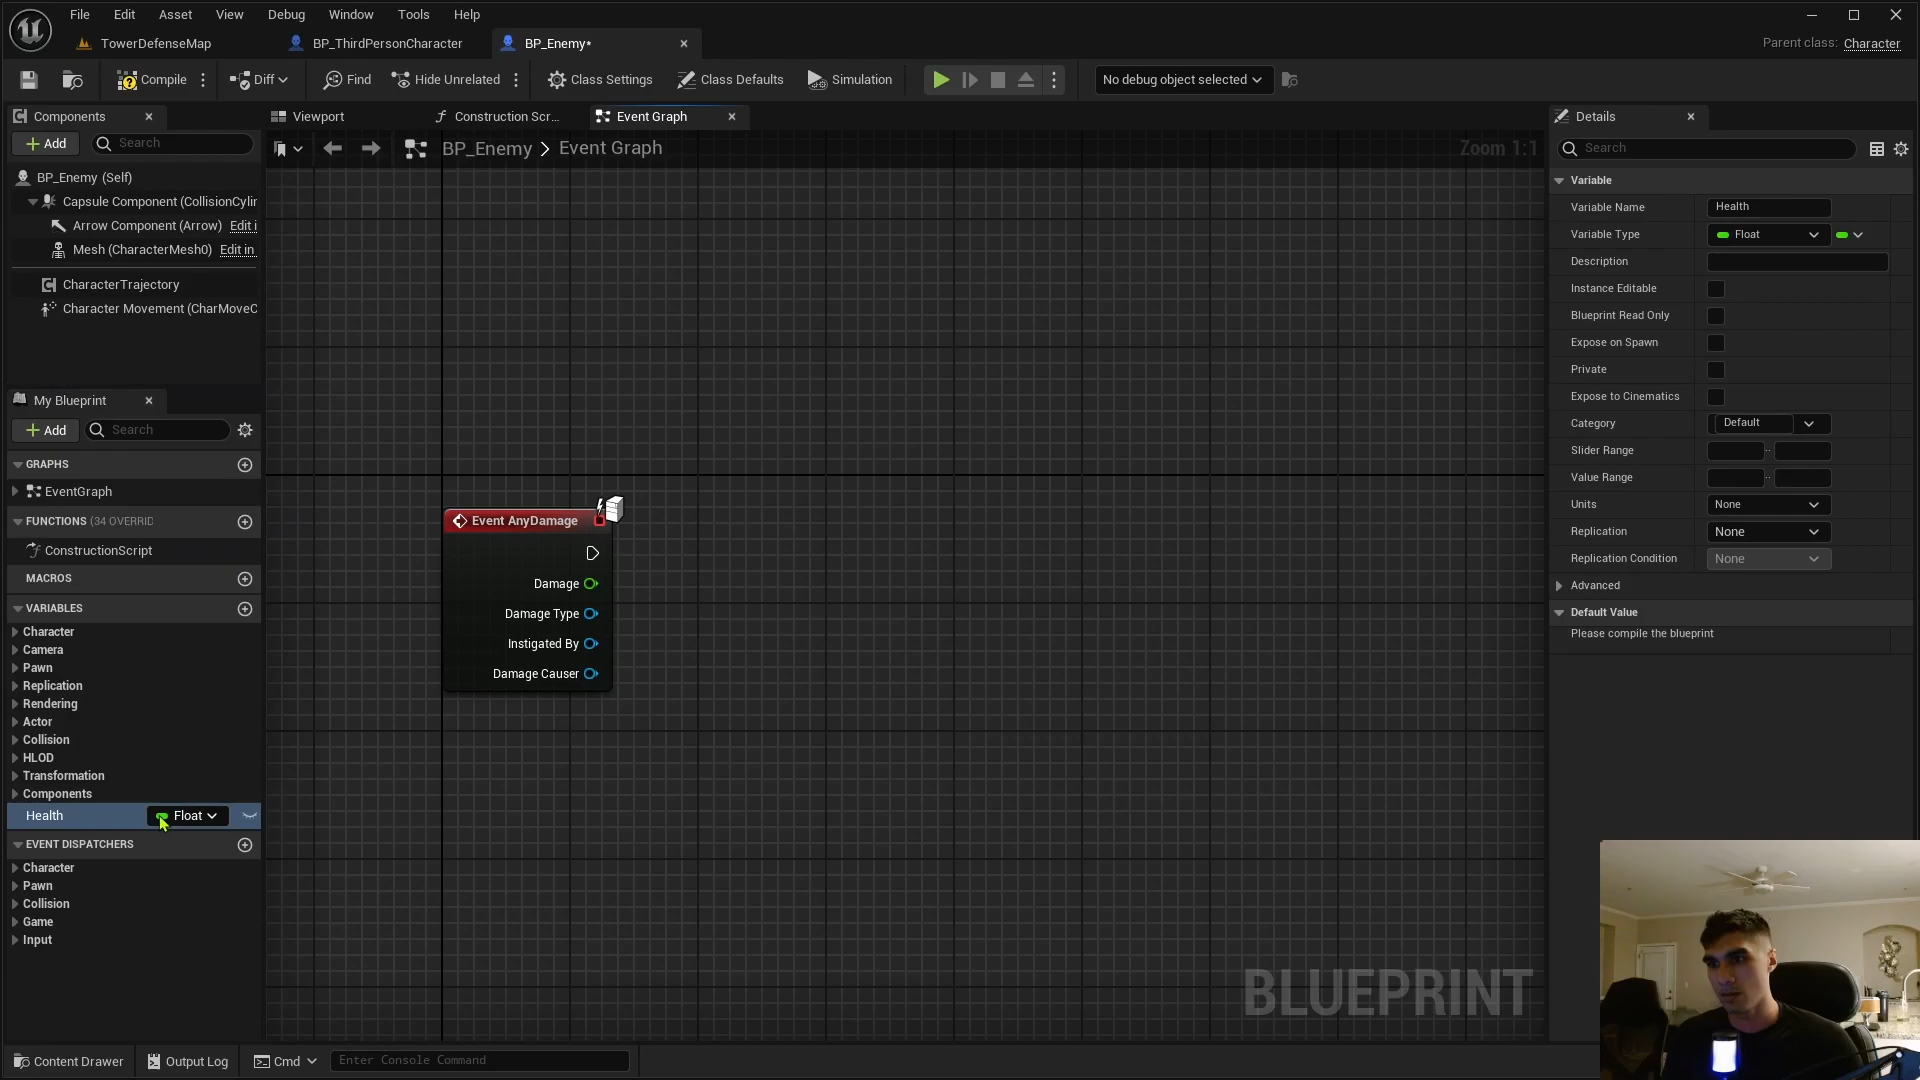 File Edit Asset View Debug Window Tools Help
TowerDefenseMap BP_ThirdPersonCharacter BP_Enemy* Parent class: Character
Compile Diff Find Hide Unrelated Class Settings Class Defaults Simulation No debug object selected
Components Viewport Construction Scr... Event Graph Details
Add Search BP_Enemy > Event Graph Zoom 1:1 Search
BP_Enemy (Self)
Capsule Component (CollisionCylin
Arrow Component (Arrow) Edit i
Mesh (CharacterMesh0) Edit in
CharacterTrajectory
Character Movement (CharMoveC
My Blueprint
Add Search
GRAPHS
EventGraph
FUNCTIONS (34 OVERRID
ConstructionScript
MACROS
VARIABLES
Character
Camera
Pawn
Replication
Rendering
Actor
Collision
HLOD
Transformation
Components
Health Float
EVENT DISPATCHERS
Character
Pawn
Collision
Game
Input
Event AnyDamage
Damage
Damage Type
Instigated By
Damage Causer
BLUEPRINT
Variable
Variable Name Health
Variable Type Float
Description
Instance Editable
Blueprint Read Only
Expose on Spawn
Private
Expose to Cinematics
Category Default
Slider Range ..
Value Range ..
Units None
Replication None
Replication Condition None
Advanced
Default Value
Please compile the blueprint
Content Drawer Output Log Cmd Enter Console Command